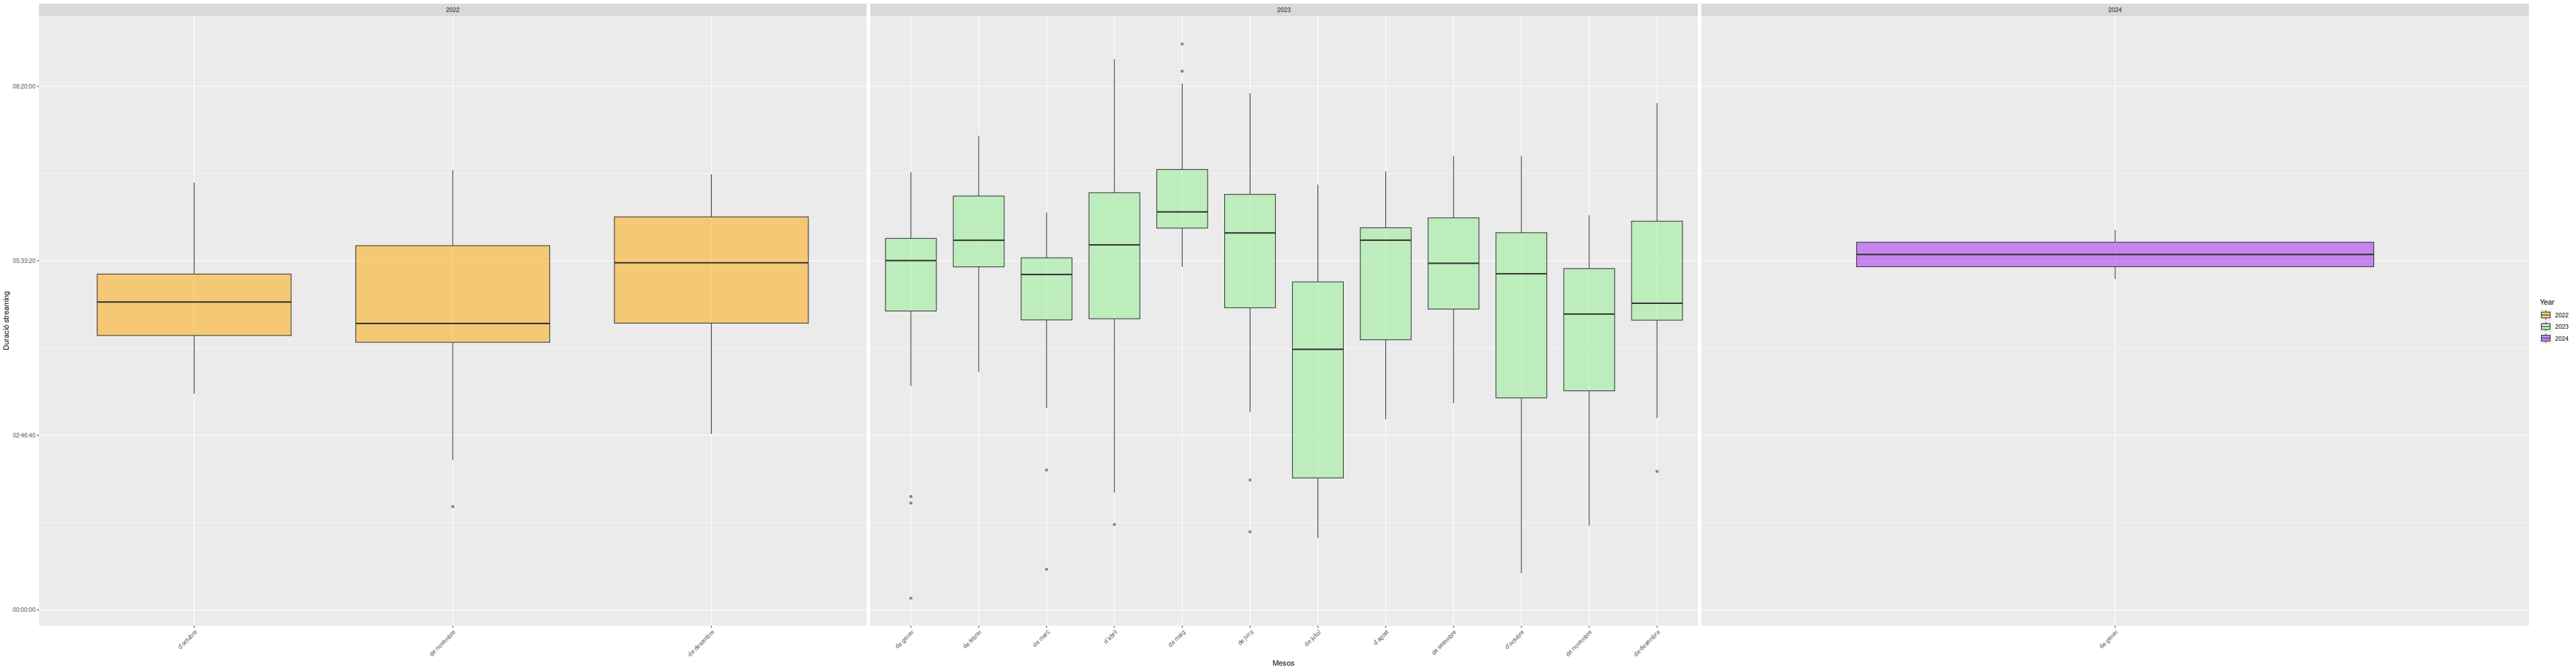 2022
2023
2024
Duració streaming
08:20:00
05:33:20
02:46:40
00:00:00
d'octubre
de novembre
de desembre
de gener
de febrer
de març
d'abril
de maig
de juny
de juliol
d'agost
de setembre
d'octubre
de novembre
de desembre
de gener
Mesos
Year
2022
2023
2024